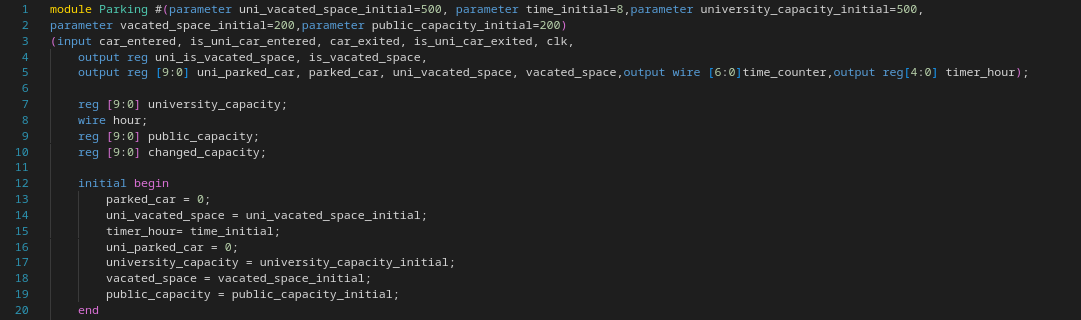 1 module Parking #(parameter uni_vacated_space_initial=500, parameter time_initial=8,parameter university_capacity_initial=500,
2 parameter vacated_space_initial=200,parameter public_capacity_initial=200)
3 (input car_entered, is_uni_car_entered, car_exited, is_uni_car_exited, clk,
4     output reg uni_is_vacated_space, is_vacated_space,
5     output reg [9:0] uni_parked_car, parked_car, uni_vacated_space, vacated_space,output wire [6:0]time_counter,output reg[4:0] timer_hour);
6
7     reg [9:0] university_capacity;
8     wire hour;
9     reg [9:0] public_capacity;
10     reg [9:0] changed_capacity;
11
12     initial begin
13         parked_car = 0;
14         uni_vacated_space = uni_vacated_space_initial;
15         timer_hour= time_initial;
16         uni_parked_car = 0;
17         university_capacity = university_capacity_initial;
18         vacated_space = vacated_space_initial;
19         public_capacity = public_capacity_initial;
20     end